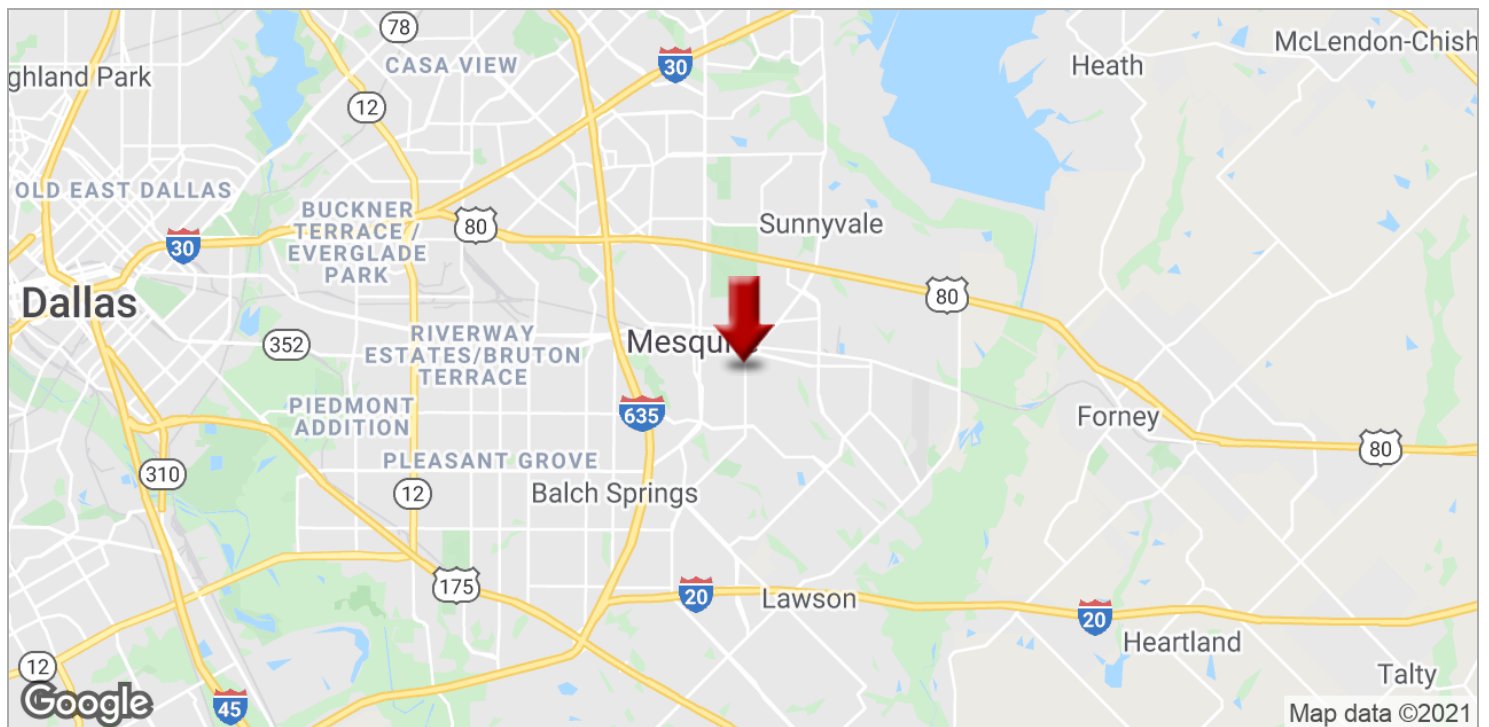 78
McLendon-Chish
CASA VIEW
30
Heath
ghland Park
12
OLD EAST DALLAS
BUCKNER
TERRACE /
EVERGLADE
PARK
80
Sunnyvale
30
80
Dallas
352
RIVERWAY
ESTATES/BRUTON
TERRACE
Mesquite
PIEDMONT
ADDITION
635
Forney
80
PLEASANT GROVE
310
12
Balch Springs
175
20
Lawson
20
Heartland
12
Talty
Google
45
Map data ©2021